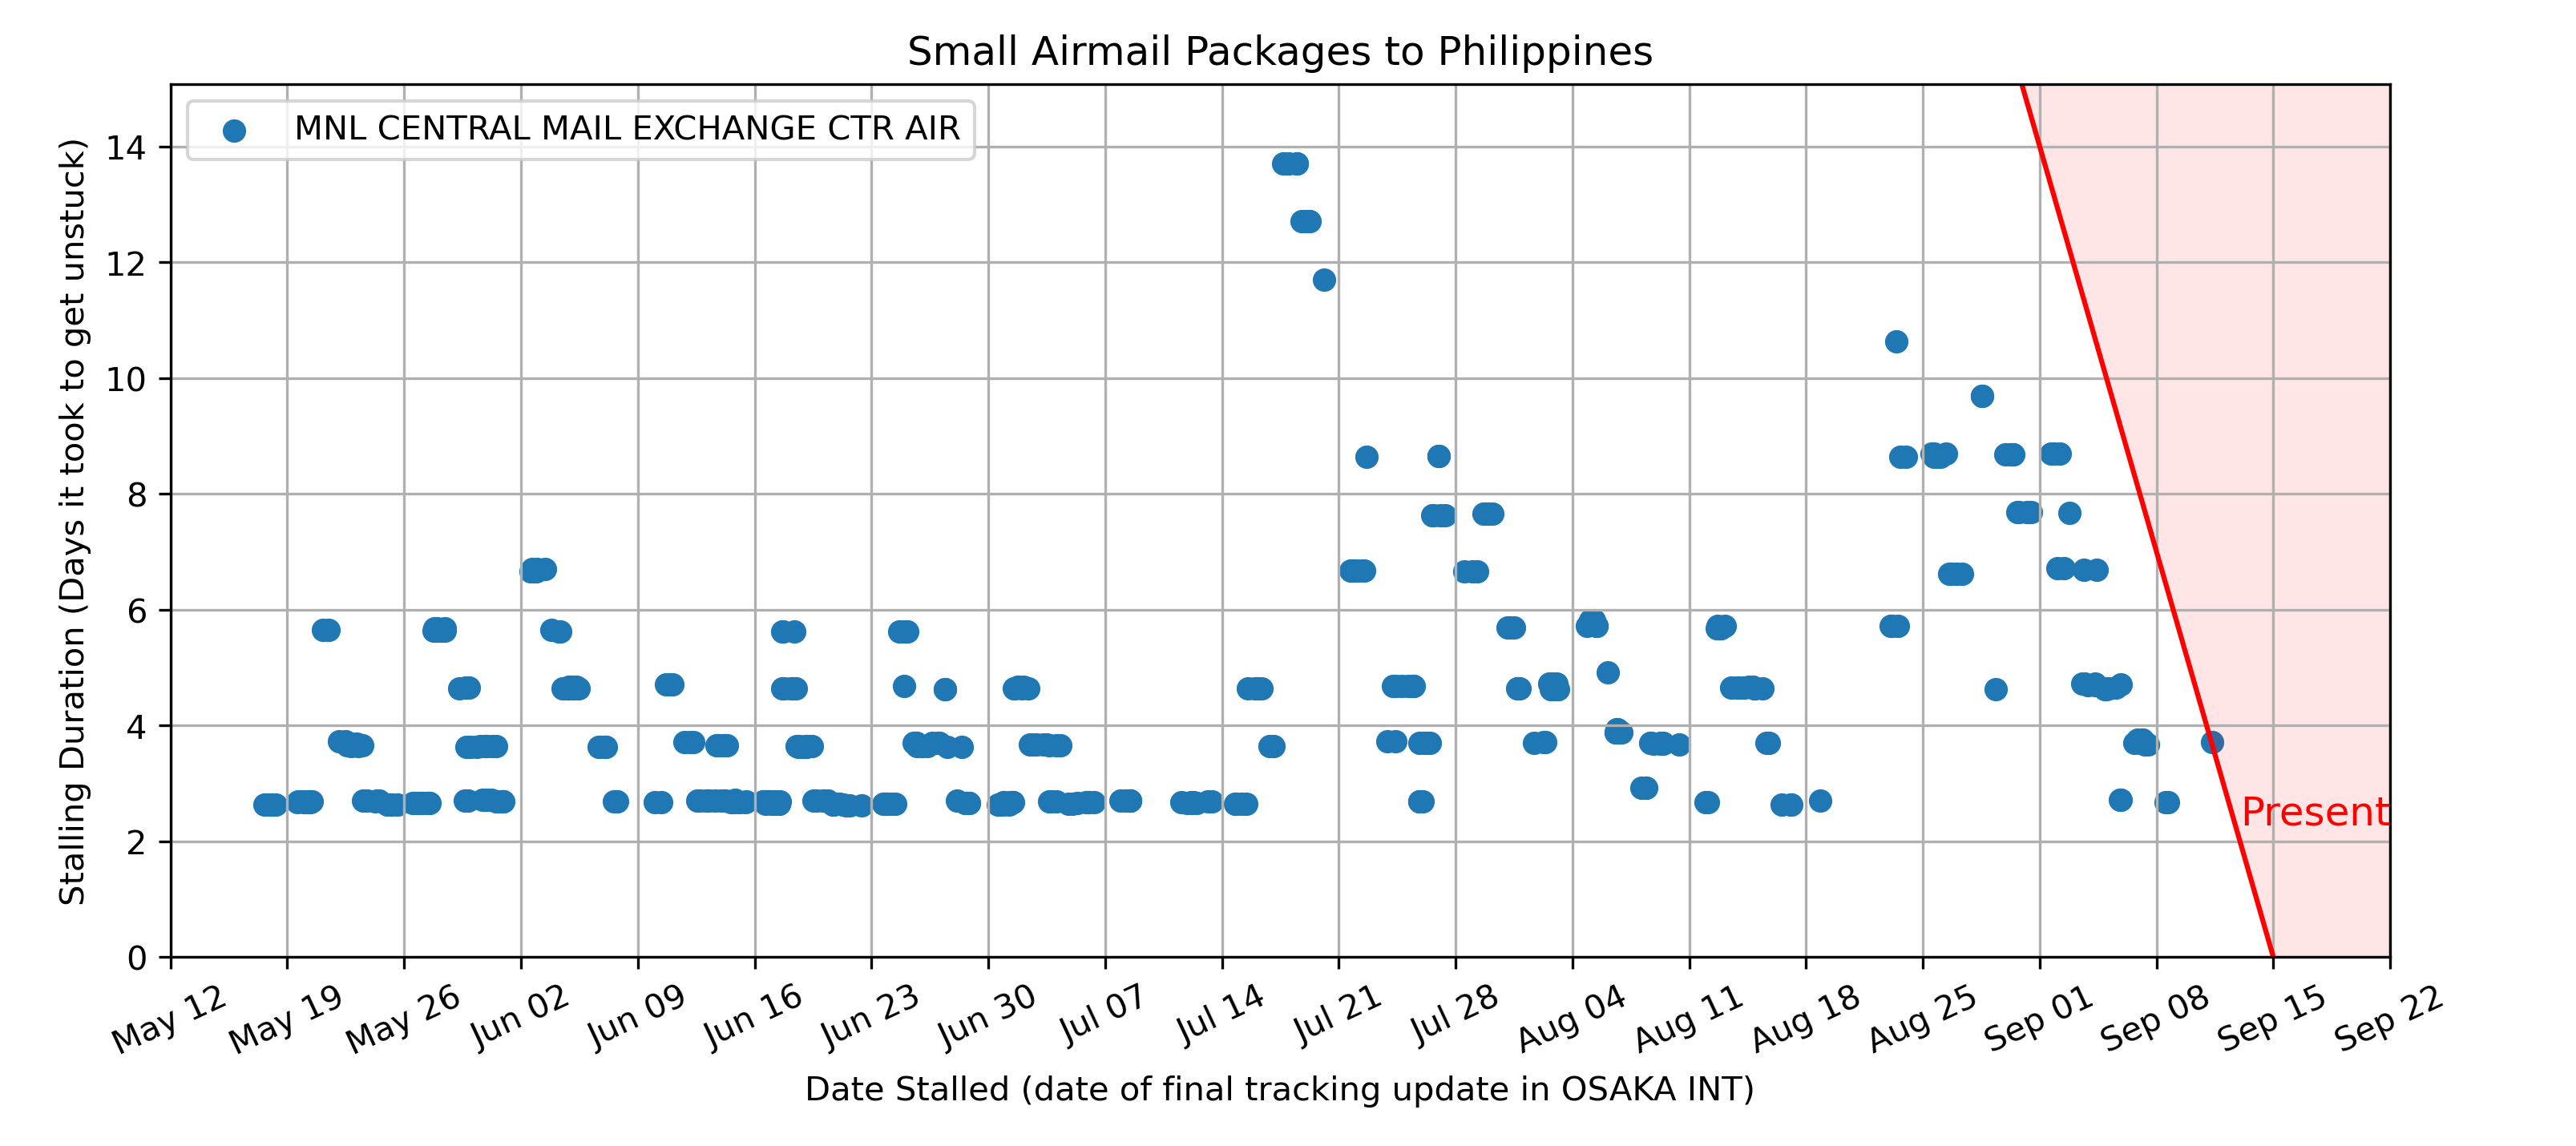 Small Airmail Packages to Philippines
MNL CENTRAL MAIL EXCHANGE CTR AIR
Stalling Duration (Days it took to get unstuck)
14
12
10
8
6
4
2
0
Present
May 12
May 19
May 26
Jun 02
Jun 09
Jun 16
Jun 23
Jun 30
Jul 07
Jul 14
Jul 21
Jul 28
Aug 04
Aug 11
Aug 18
Aug 25
Sep 01
Sep 08
Sep 15
Sep 22
Date Stalled (date of final tracking update in OSAKA INT)